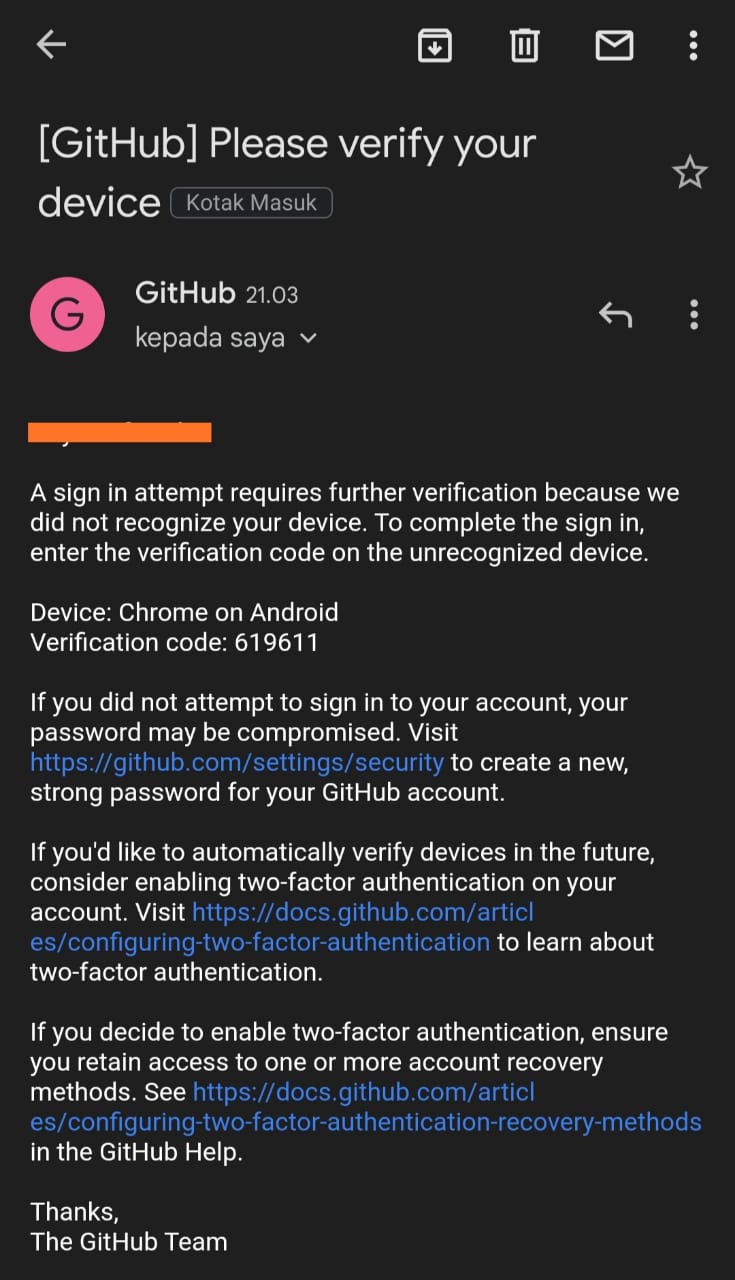 [GitHub] Please verify your
device Kotak Masuk
G
GitHub 21.03
kepada saya
A sign in attempt requires further verification because we
did not recognize your device. To complete the sign in,
enter the verification code on the unrecognized device.
Device: Chrome on Android
Verification code: 619611
If you did not attempt to sign in to your account, your
password may be compromised. Visit
https://github.com/settings/security to create a new,
strong password for your GitHub account.
If you'd like to automatically verify devices in the future,
consider enabling two-factor authentication on your
account. Visit https://docs.github.com/articl
es/configuring-two-factor-authentication to learn about
two-factor authentication.
If you decide to enable two-factor authentication, ensure
you retain access to one or more account recovery
methods. See https://docs.github.com/articl
es/configuring-two-factor-authentication-recovery-methods
in the GitHub Help.
Thanks,
The GitHub Team